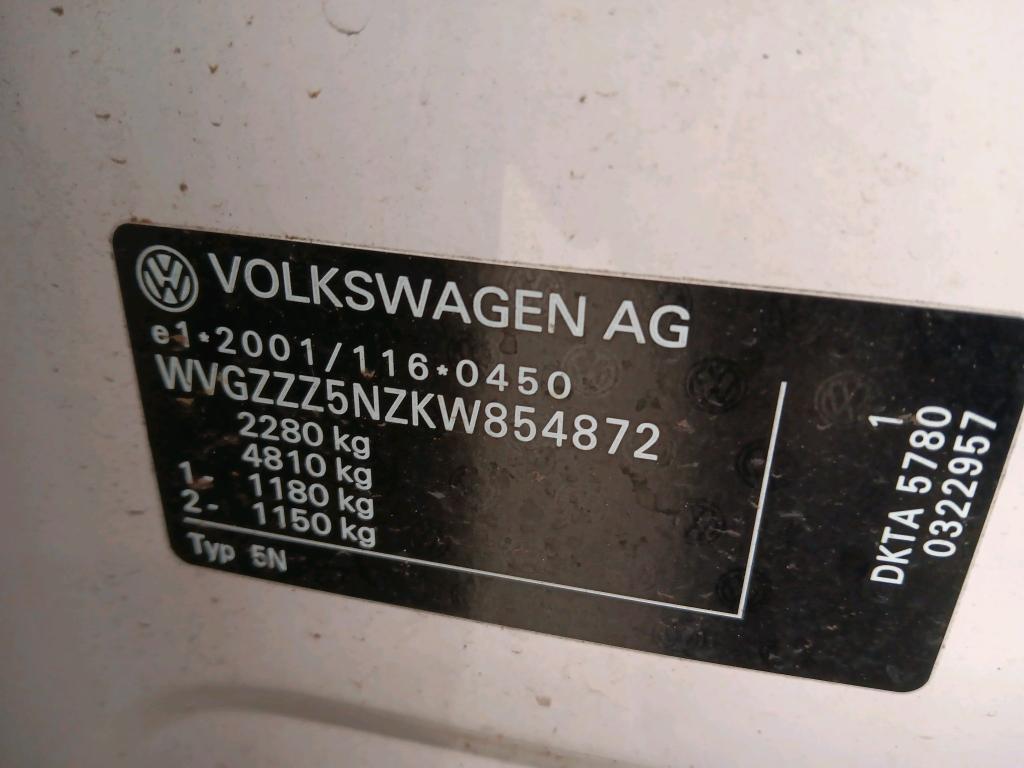 VOLKSWAGEN AG
e1*2001/116*0450
WVGZZZ5NZKW854872
2280 kg
4810 kg
1- 1180 kg
2- 1150 kg
Typ 5N
1
DKTA 5780
0322957